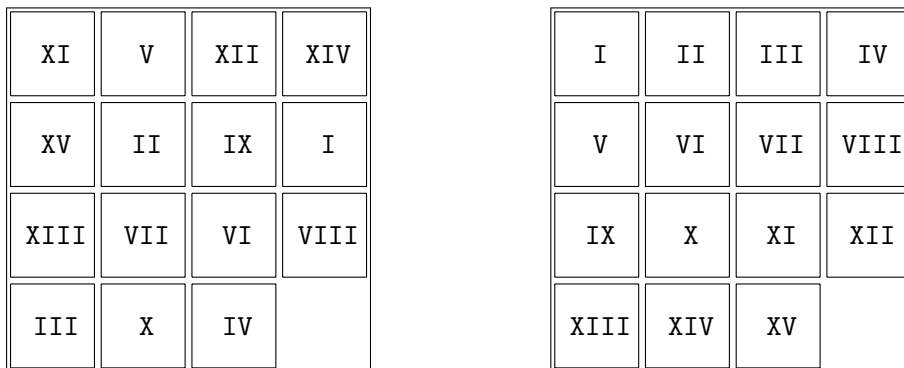 XI V XII XIV
XV II IX I
XIII VII VI VIII
III X IV
I II III IV
V VI VII VIII
IX X XI XII
XIII XIV XV